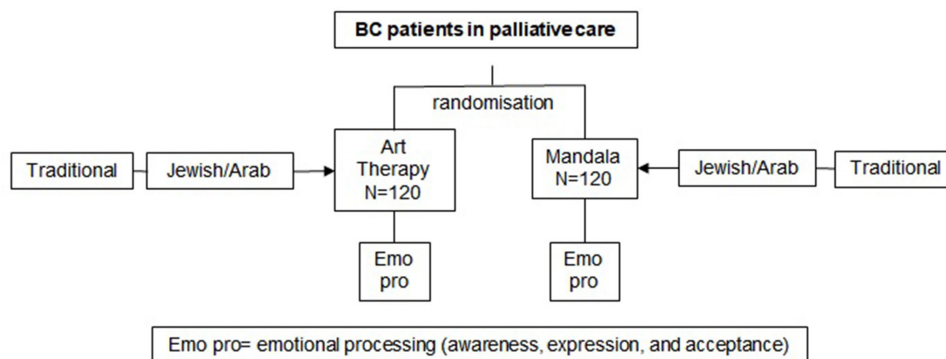 BC patients in palliative care
randomisation
Art
Therapy
N=120
Mandala
N=120
Traditional
Jewish/Arab
Jewish/Arab
Traditional
Emo
pro
Emo
pro
Emo pro= emotional processing (awareness, expression, and acceptance)